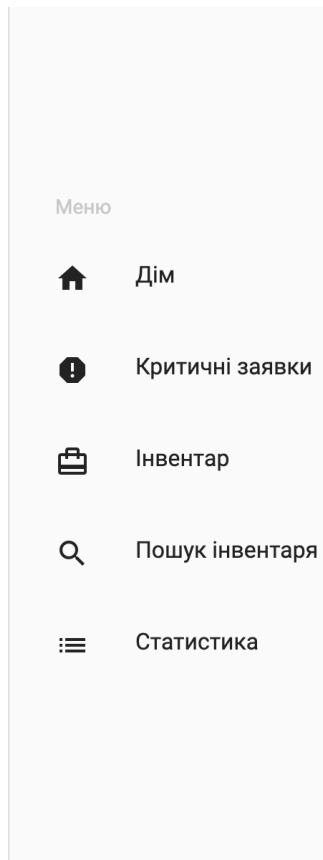 Меню
Дім
Критичні заявки
Інвентар
Пошук інвентаря
Статистика